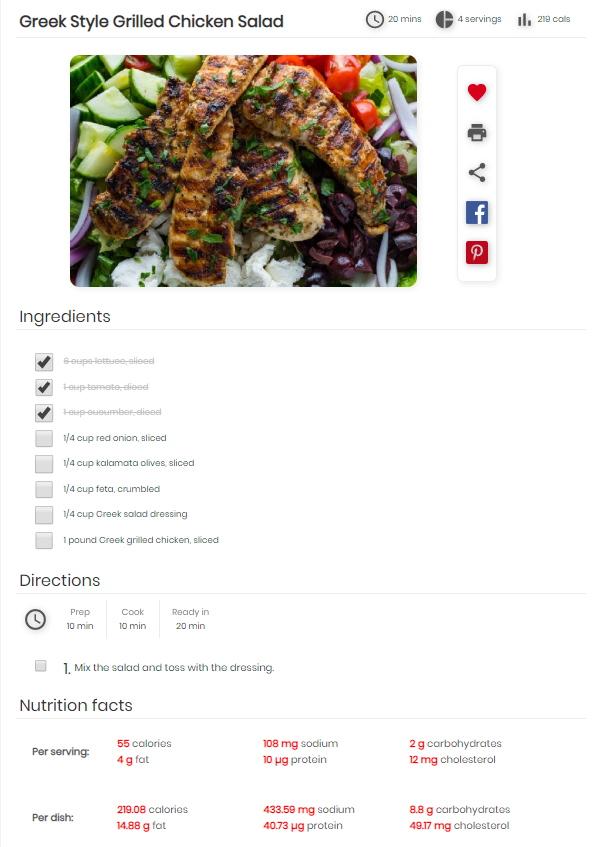 Greek Style Grilled Chicken Salad
20 mins
4 servings
219 cals
Ingredients
6 cups lettuce, sliced
1 cup tomato, diced
1 cup cucumber, diced
1/4 cup red onion, sliced
1/4 cup kalamata olives, sliced
1/4 cup feta, crumbled
1/4 cup Greek salad dressing
1 pound Greek grilled chicken, sliced
Directions
Prep
10 min
Cook
10 min
Ready in
20 min
1. Mix the salad and toss with the dressing.
Nutrition facts
Per serving:
55 calories
4 g fat
108 mg sodium
10 µg protein
2 g carbohydrates
12 mg cholesterol
Per dish:
219.08 calories
14.88 g fat
433.59 mg sodium
40.73 µg protein
8.8 g carbohydrates
49.17 mg cholesterol